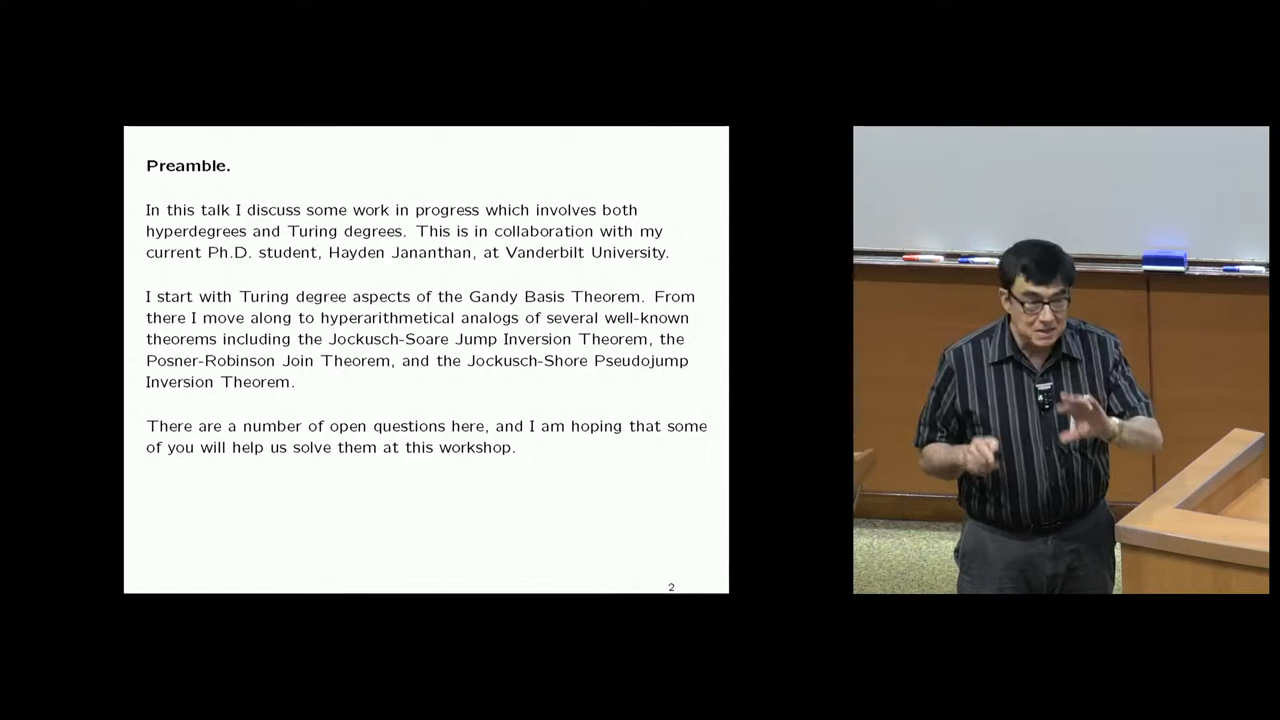 Preamble.
In this talk I discuss some work in progress which involves both
hyperdegrees and Turing degrees. This is in collaboration with my
current Ph.D. student, Hayden Jananthan, at Vanderbilt University.
I start with Turing degree aspects of the Gandy Basis Theorem. From
there I move along to hyperarithmetical analogs of several well-known
theorems including the Jockusch-Soare Jump Inversion Theorem, the
Posner-Robinson Join Theorem, and the Jockusch-Shore Pseudojump
Inversion Theorem.
There are a number of open questions here, and I am hoping that some
of you will help us solve them at this workshop.
2